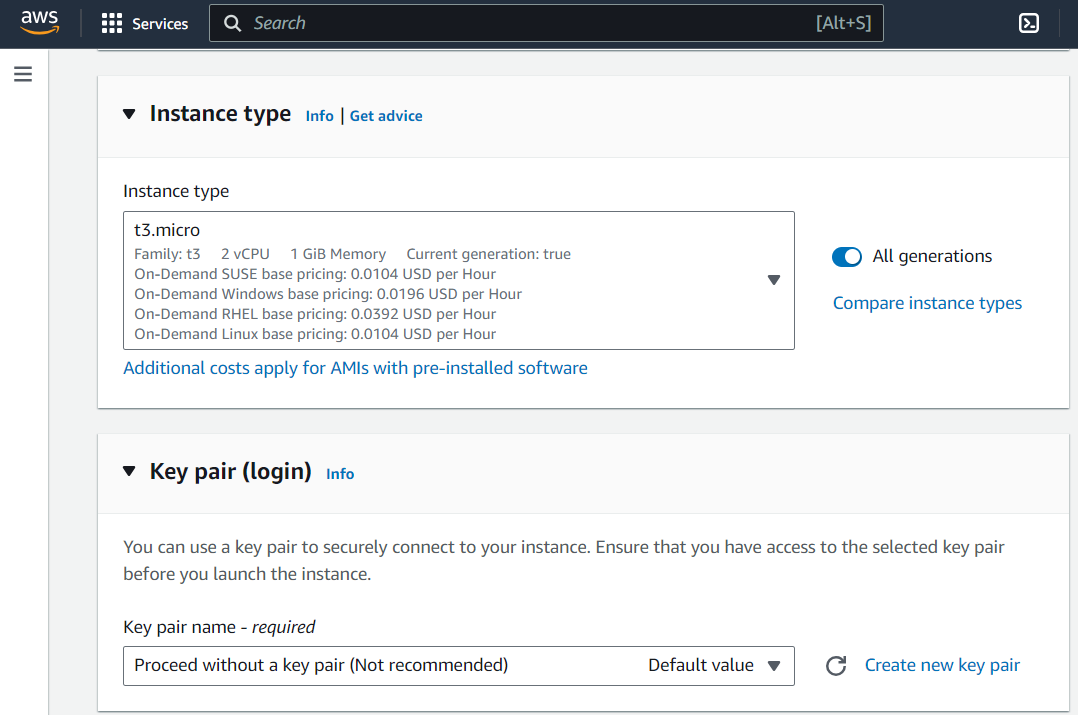 aws Services Search [Alt+S]
Instance type Info | Get advice
Instance type
t3.micro
Family: t3 2 vCPU 1 GiB Memory Current generation: true
On-Demand SUSE base pricing: 0.0104 USD per Hour
On-Demand Windows base pricing: 0.0196 USD per Hour
On-Demand RHEL base pricing: 0.0392 USD per Hour
On-Demand Linux base pricing: 0.0104 USD per Hour
All generations
Compare instance types
Additional costs apply for AMIs with pre-installed software
Key pair (login) Info
You can use a key pair to securely connect to your instance. Ensure that you have access to the selected key pair
before you launch the instance.
Key pair name - required
Proceed without a key pair (Not recommended) Default value Create new key pair